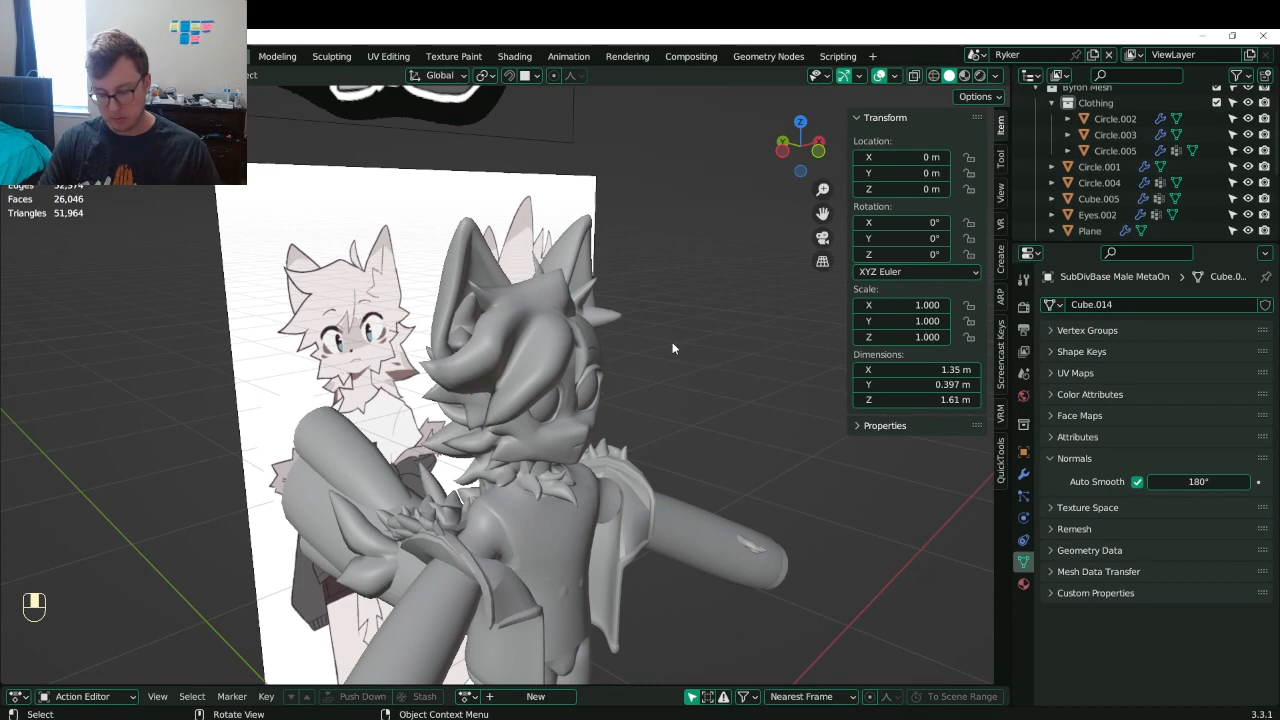 Modeling Sculpting UV Editing Texture Paint Shading Animation Rendering Compositing Geometry Nodes Scripting + Ryker ViewLayer
ect Global
Options
Byron Mesh
Clothing
Circle.002
Circle.003
Circle.005
Circle.001
Circle.004
Cube.005
Eyes.002
Plane
Edges
Faces 26,046
Triangles 51,964
Transform
Location:
X 0 m
Y 0 m
Z 0 m
Rotation:
X 0°
Y 0°
Z 0°
XYZ Euler
Scale:
X 1.000
Y 1.000
Z 1.000
Dimensions:
X 1.35 m
Y 0.397 m
Z 1.61 m
Properties
Item
Tool
View
VR
Create
ARP
Screencast Keys
VRM
QuickTools
Z
SubDivBase Male MetaOn > Cube.0...
Cube.014
Vertex Groups
Shape Keys
UV Maps
Color Attributes
Face Maps
Attributes
Normals
Auto Smooth 180°
Texture Space
Remesh
Geometry Data
Mesh Data Transfer
Custom Properties
Action Editor View Select Marker Key Push Down Stash + New Nearest Frame To Scene Range
Select Rotate View Object Context Menu 3.3.1